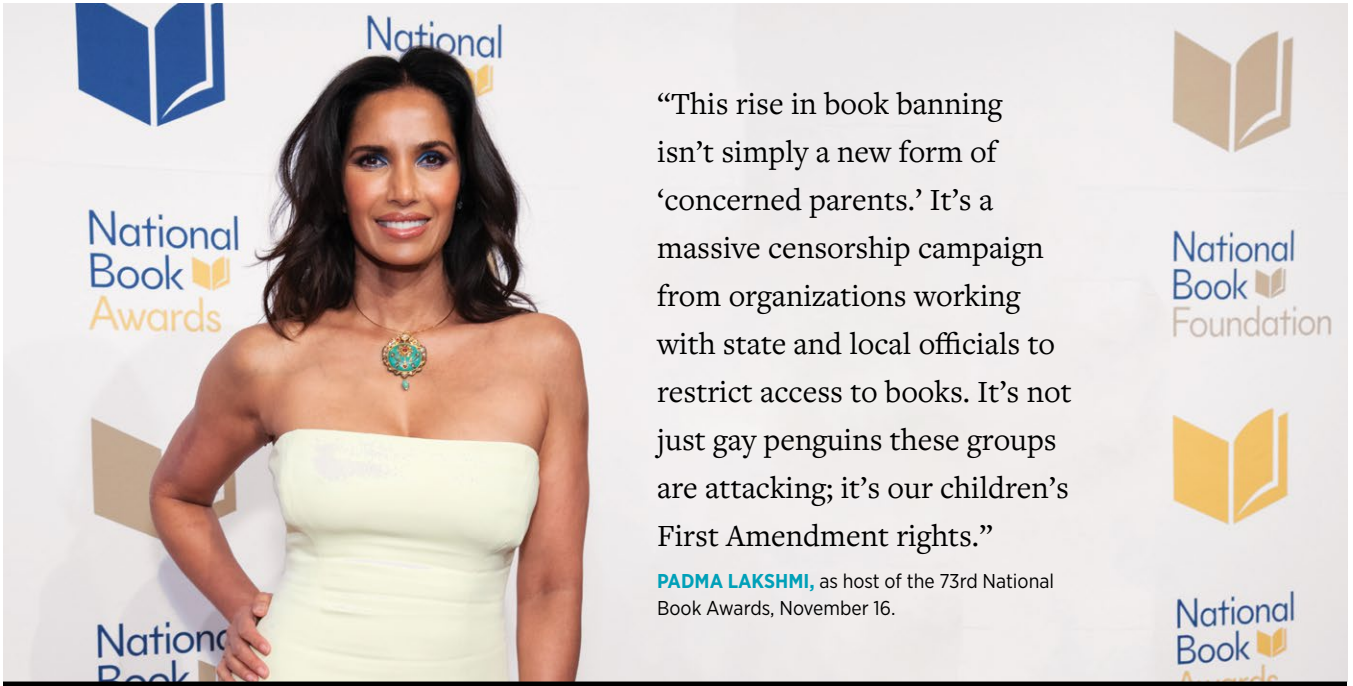 National
National
Book
Awards
National
Book
“This rise in book banning
isn’t simply a new form of
‘concerned parents.’ It’s a
massive censorship campaign
from organizations working
with state and local officials to
restrict access to books. It’s not
just gay penguins these groups
are attacking; it’s our children’s
First Amendment rights.”
PADMA LAKSHMI, as host of the 73rd National
Book Awards, November 16.
National
Book
Foundation
National
Book
Awards